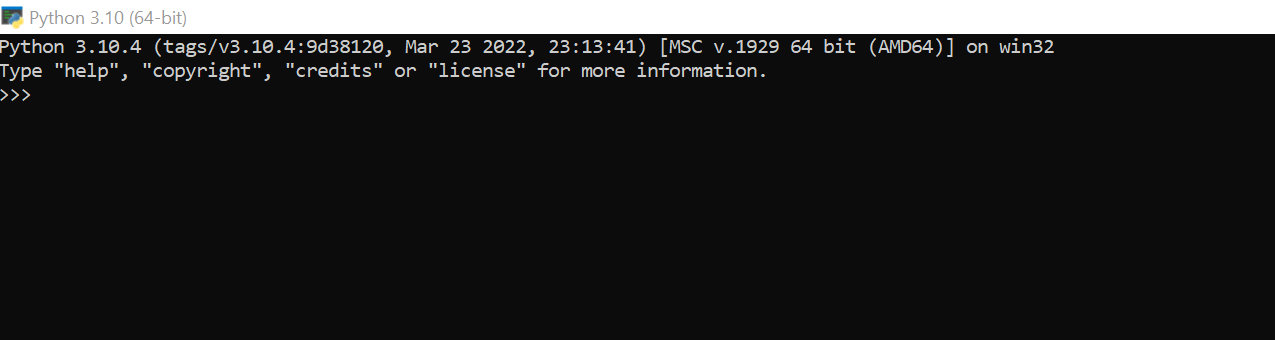 Python 3.10 (64-bit)
Python 3.10.4 (tags/v3.10.4:9d38120, Mar 23 2022, 23:13:41) [MSC v.1929 64 bit (AMD64)] on win32
Type "help", "copyright", "credits" or "license" for more information.
>>>